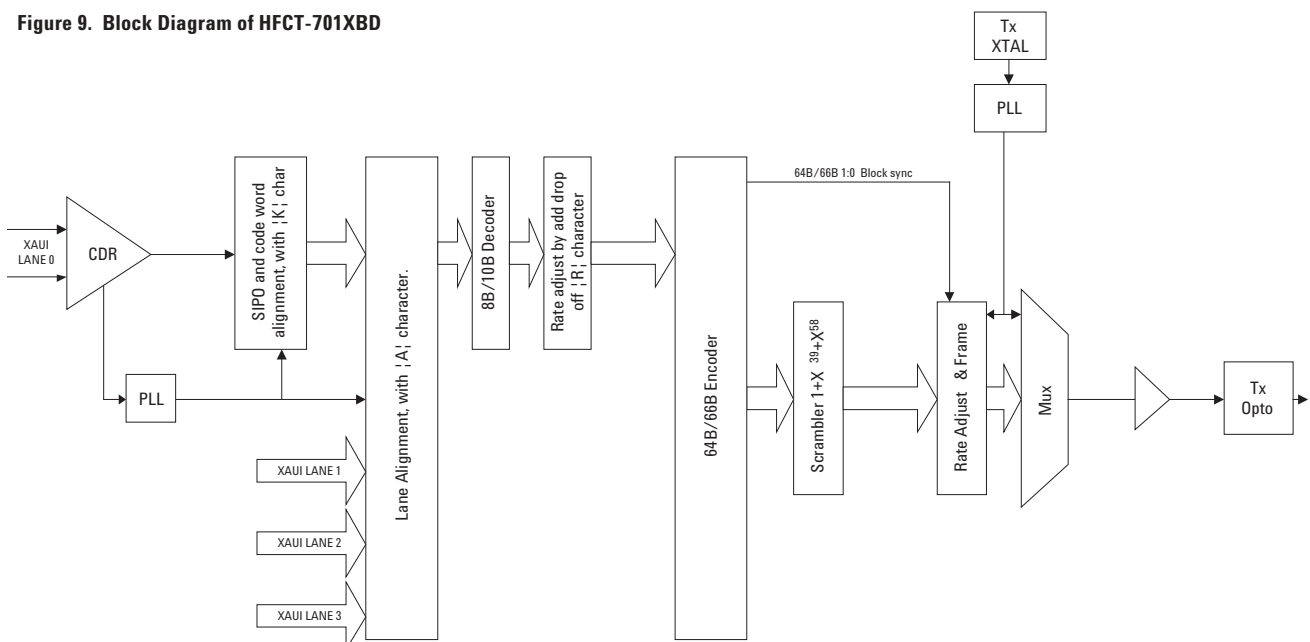 Figure 9. Block Diagram of HFCT-701XBD
Tx
XTAL
PLL
XAUI
LANE 0
CDR
PLL
SIPO and code word
alignment, with ¦K¦ char
XAUI LANE 1
XAUI LANE 2
XAUI LANE 3
Lane Alignment, with ¦A¦ character.
8B/10B Decoder
Rate adjust by add drop
off ¦R¦ character
64B/66B Encoder
64B/66B 1:0 Block sync
Scrambler 1+X 39+X58
Rate Adjust & Frame
Mux
Tx
Opto